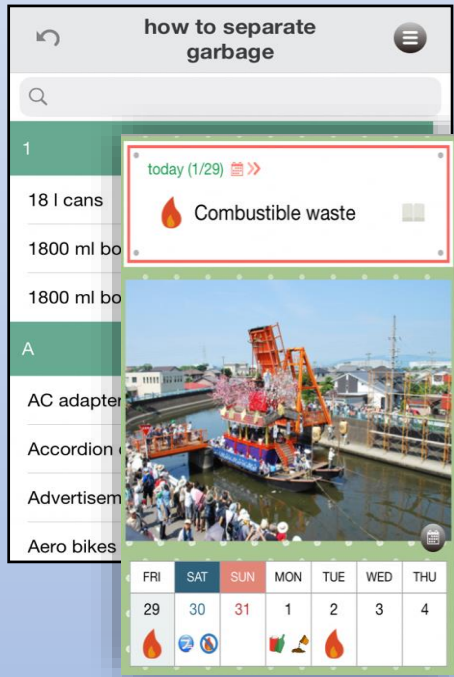 how to separate
garbage
1
18 l cans
1800 ml bo
1800 ml bo
A
AC adapter
Accordion
Advertisem
Aero bikes
today (1/29)
Combustible waste
FRI SAT SUN MON TUE WED THU
29 30 31 1 2 3 4